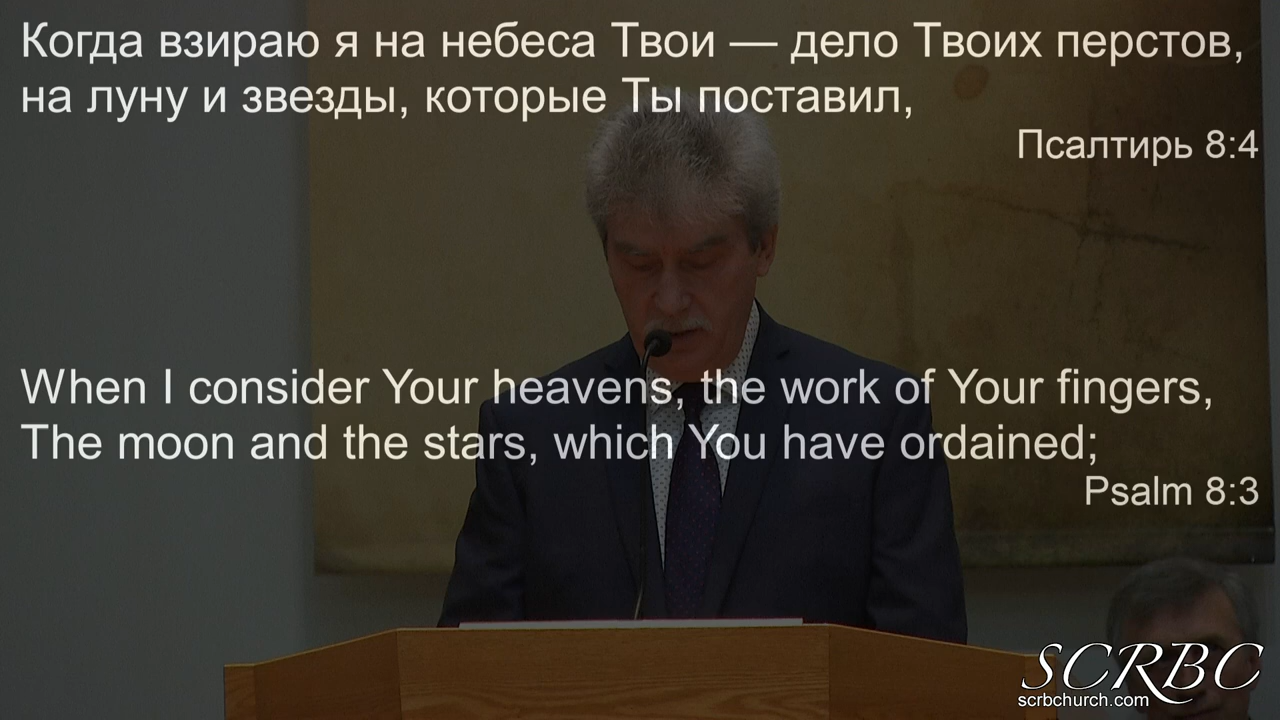 Когда взираю я на небеса Твои — дело Твоих перстов,
на луну и звезды, которые Ты поставил,
Псалтирь 8:4
When I consider Your heavens, the work of Your fingers,
The moon and the stars, which You have ordained;
Psalm 8:3
SCRBC
scrbchurch.com